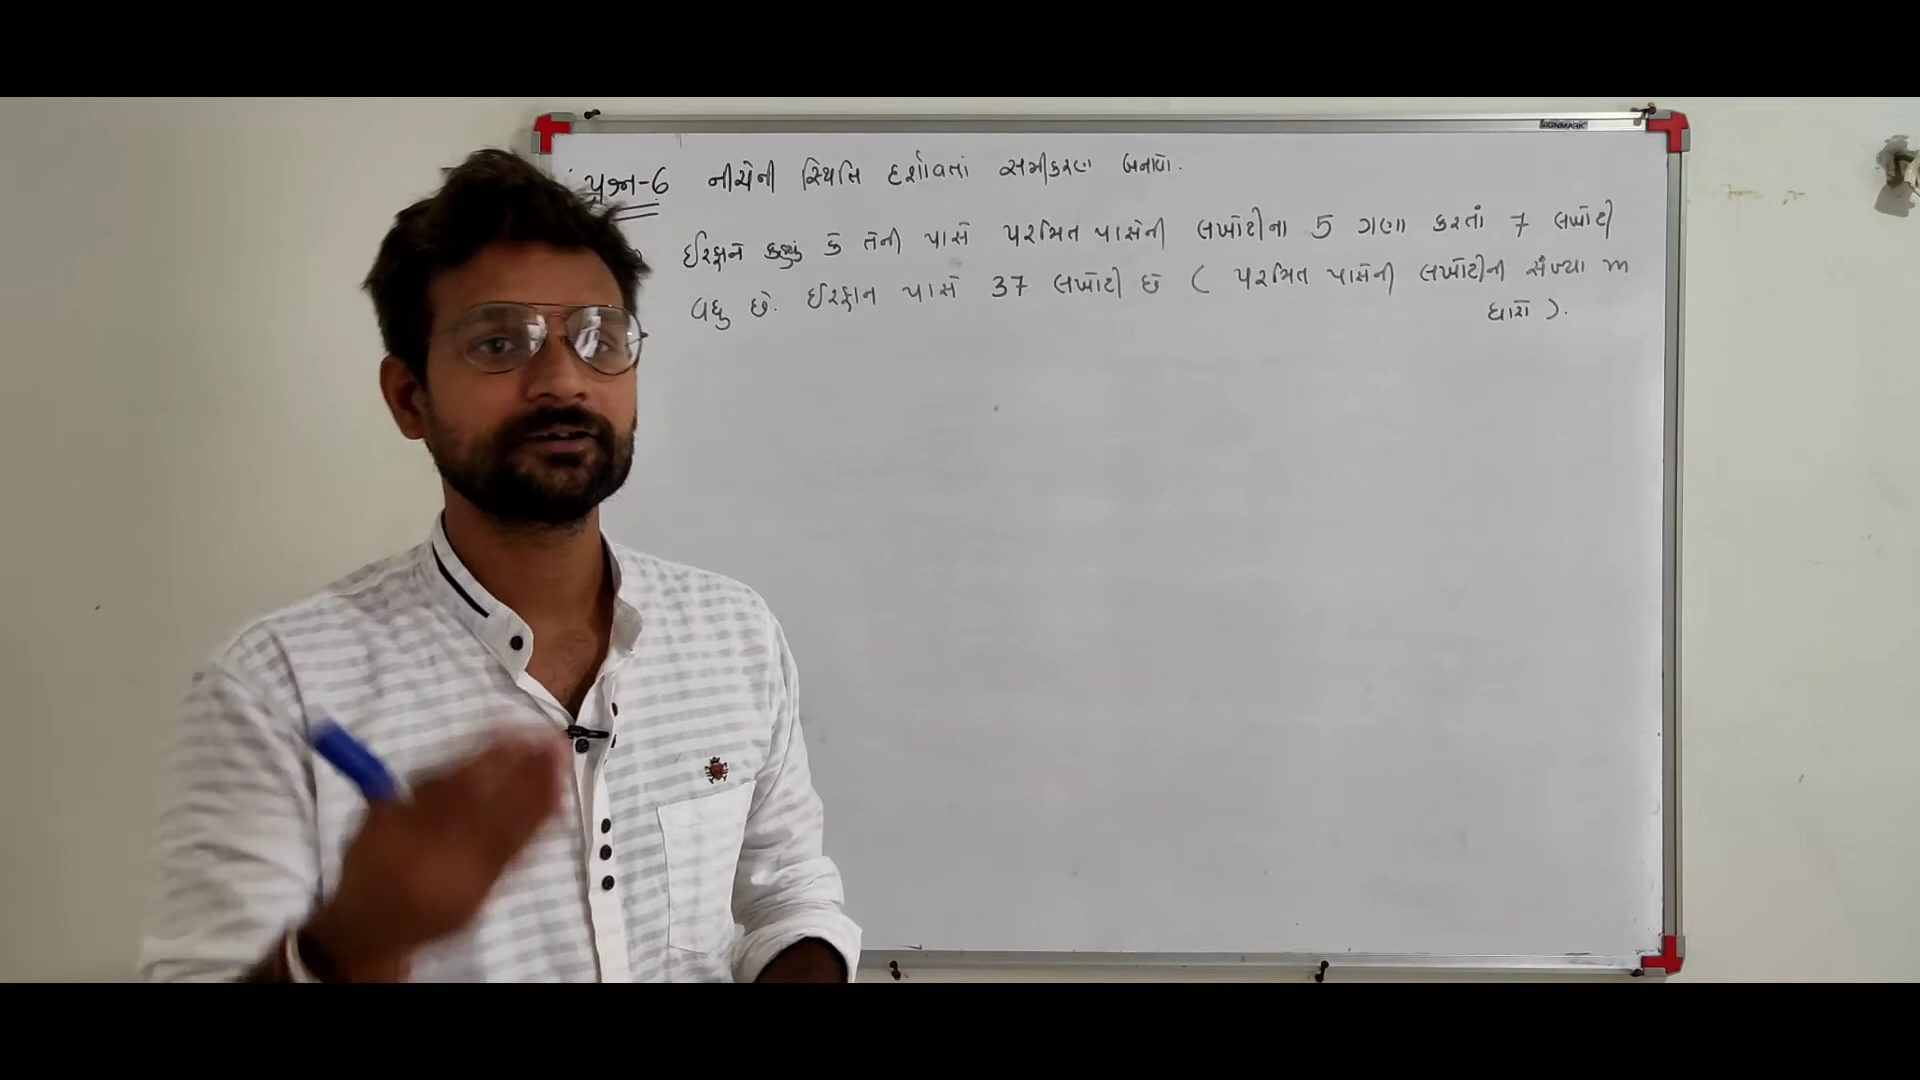 SIGNMARK
પ્રશ્ન-6 નીચેની સ્થિતિ દર્શાવતાં સમીકરણ બનાવો.
ઈરફાને કહ્યું કે તેની પાસે પરમિત પાસેની લખોટીના 5 ગણા કરતાં 7 લખોટી
વધુ છે. ઈરફાન પાસે 37 લખોટી છે ( પરમિત પાસેની લખોટીની સંખ્યા m
ધારો ).